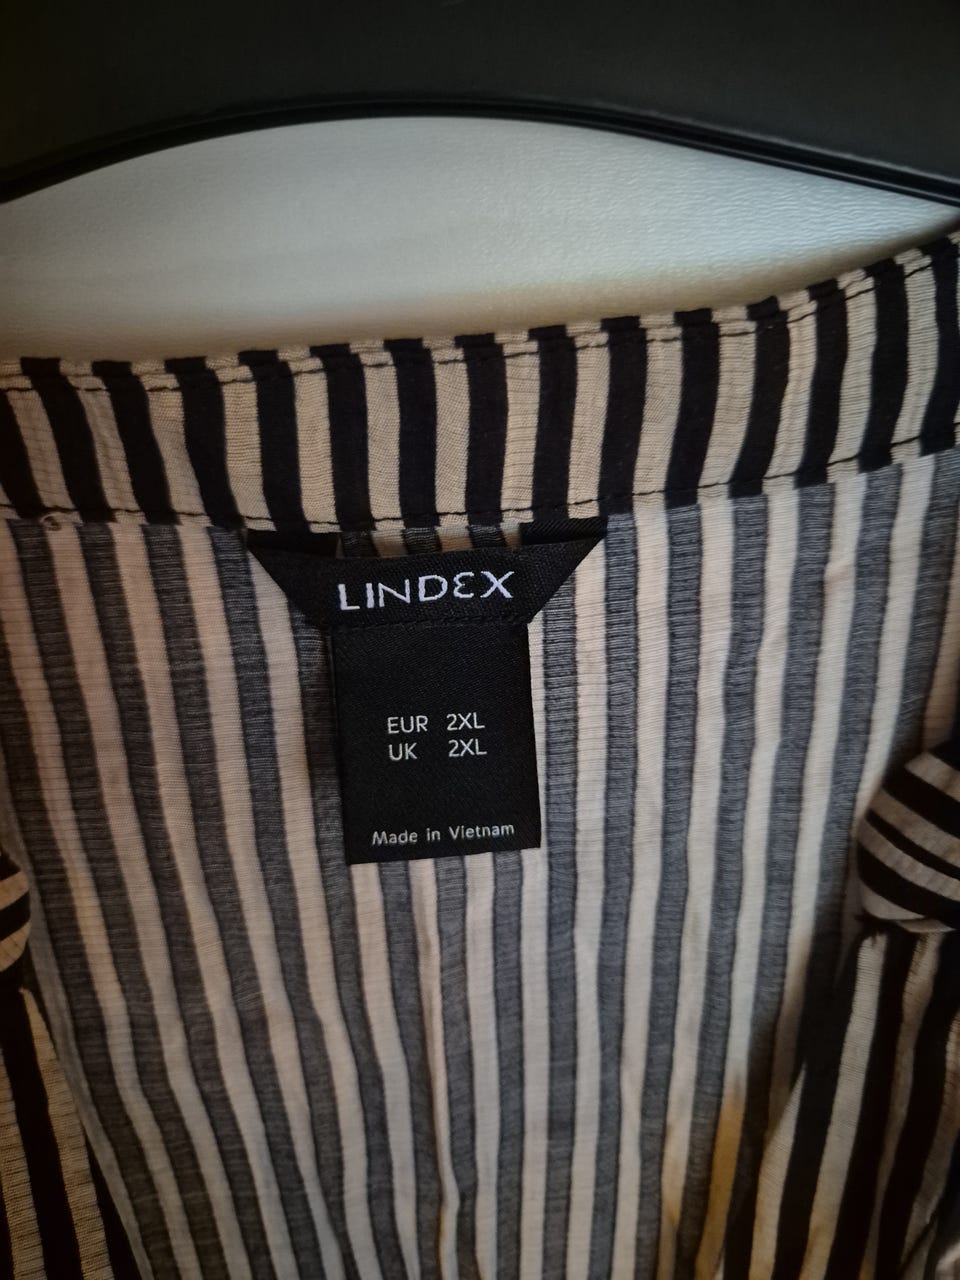 LINDEX
EUR 2XL
UK 2XL
Made in Vietnam